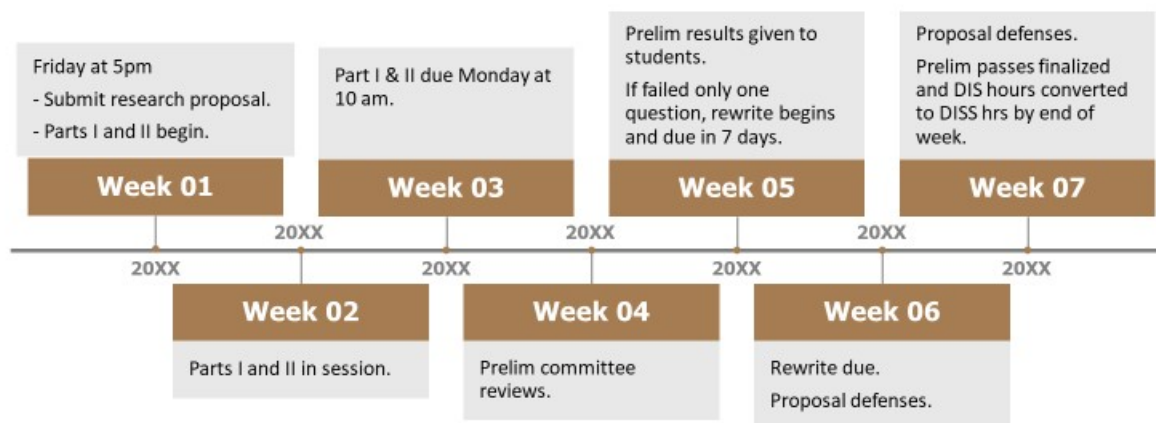 Friday at 5pm
- Submit research proposal.
- Parts I and II begin.
Week 01
Part I & II due Monday at
10 am.
Week 03
Prelim results given to
students.
If failed only one
question, rewrite begins
and due in 7 days.
Week 05
Proposal defenses.
Prelim passes finalized
and DIS hours converted
to DISS hrs by end of
week.
Week 07
20XX
20XX
20XX
20XX
20XX
20XX
20XX
Week 02
Parts I and II in session.
Week 04
Prelim committee
reviews.
Week 06
Rewrite due.
Proposal defenses.